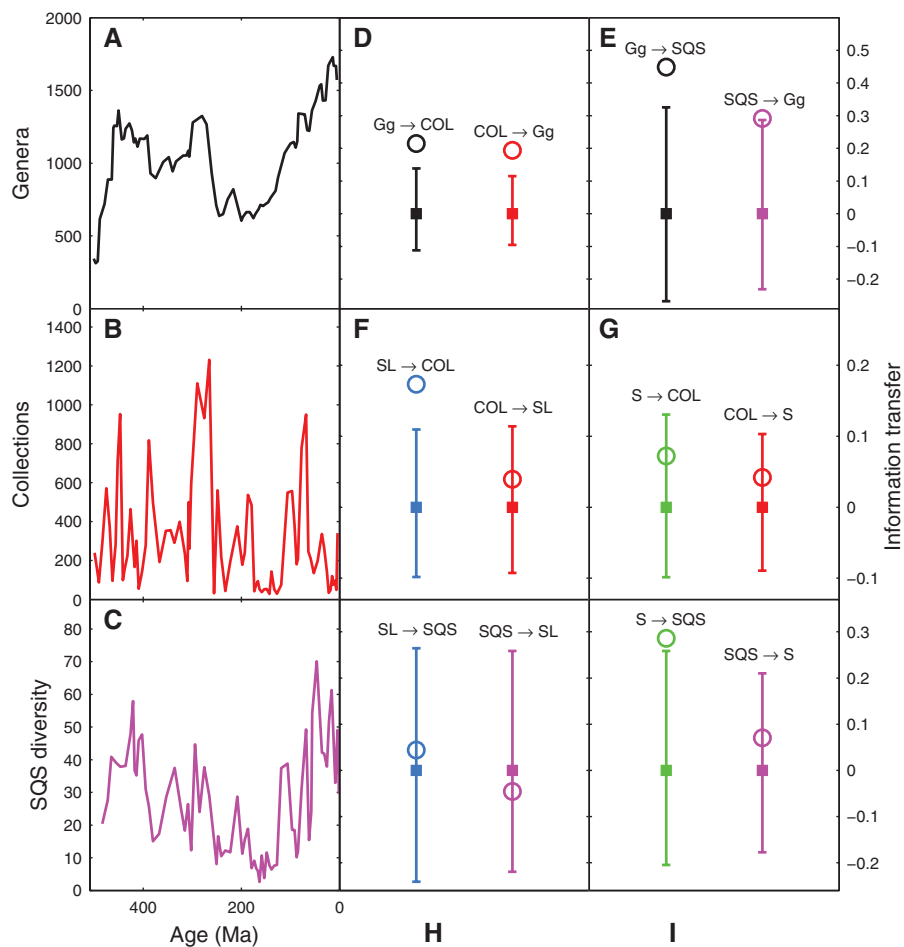 A
2000
1500
1000
500
0
Genera
B
1400
1200
1000
800
600
400
200
0
Collections
C
80
70
60
50
40
30
20
10
0
SQS diversity
400
200
0
Age (Ma)
D
Gg → COL
COL → Gg
E
Gg → SQS
SQS → Gg
0.5
0.4
0.3
0.2
0.1
0
−0.1
−0.2
F
SL → COL
COL → SL
G
S → COL
COL → S
0.2
0.1
0
−0.1
Information transfer
SL → SQS
SQS → SL
H
S → SQS
SQS → S
0.3
0.2
0.1
0
−0.1
−0.2
I